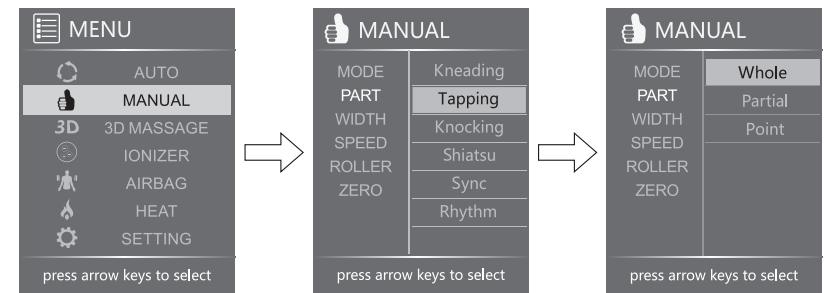 MENU
AUTO
MANUAL
3D 3D MASSAGE
IONIZER
AIRBAG
HEAT
SETTING
press arrow keys to select
MANUAL
MODE
PART
WIDTH
SPEED
ROLLER
ZERO
Kneading
Tapping
Knocking
Shiatsu
Sync
Rhythm
press arrow keys to select
MANUAL
MODE
PART
WIDTH
SPEED
ROLLER
ZERO
Whole
Partial
Point
press arrow keys to select